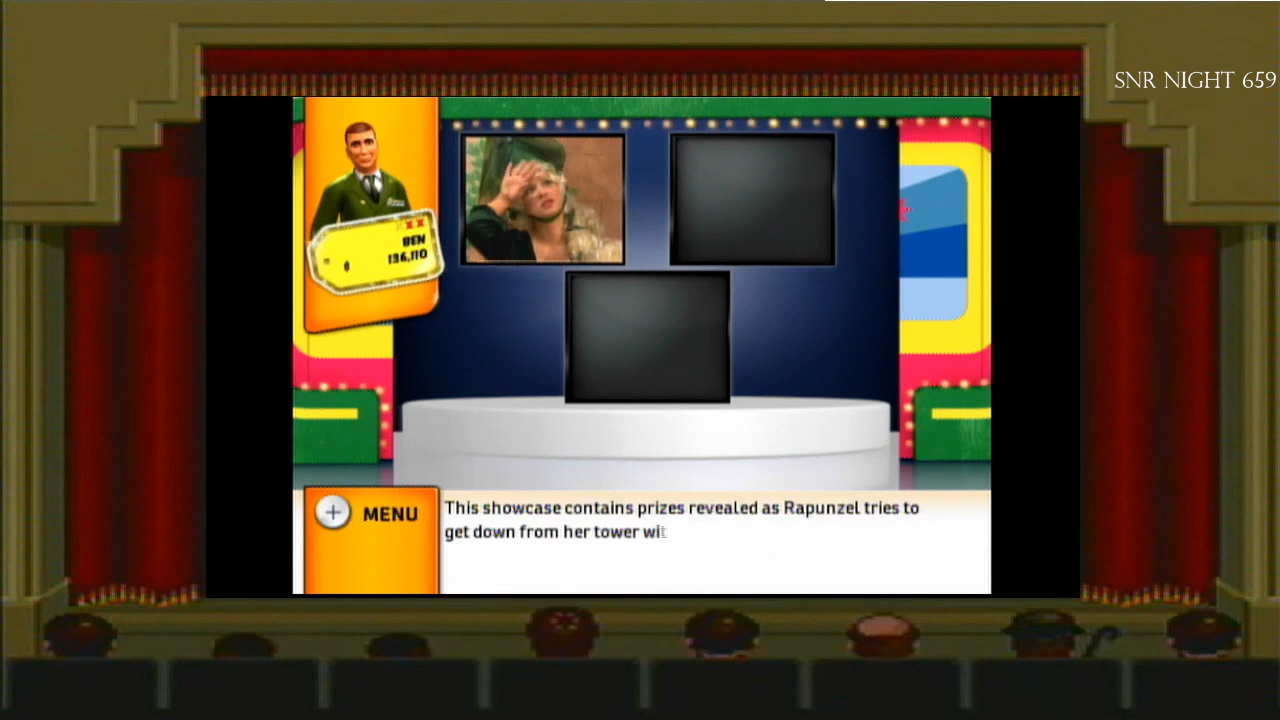 SNR NIGHT 659
BEN
136,110
+ MENU
This showcase contains prizes revealed as Rapunzel tries to
get down from her tower wi